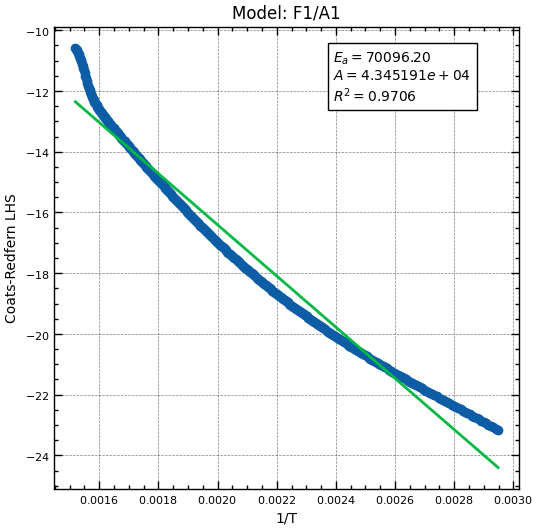 Model: F1/A1
E_a = 70096.20
A = 4.345191e + 04
R² = 0.9706
Coats-Redfern LHS
−10
−12
−14
−16
−18
−20
−22
−24
0.0016 0.0018 0.0020 0.0022 0.0024 0.0026 0.0028 0.0030
1/T